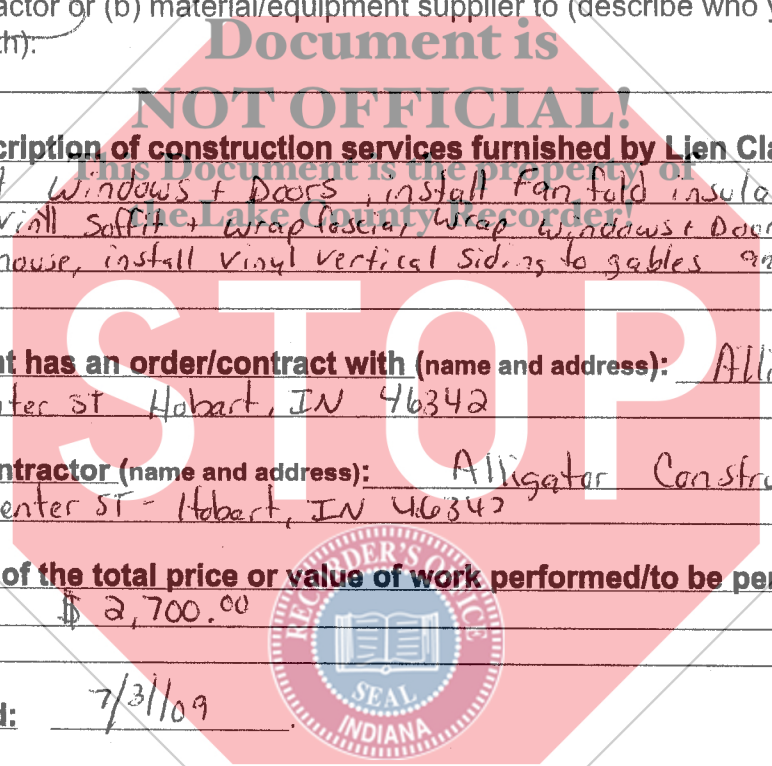 actor or (b) material/equipment supplier to (describe who y
th):
Document is
NOT OFFICIAL!
cription of construction services furnished by Lien Cla
This Document is the property of
Windows + Doors, install Fan fold insula
the Lake County Recorder!
Vinll Soffit + wrap fascia, Wrap windows + Door
house, install vinyl vertical siding to gables an
STOP
nt has an order/contract with (name and address): Alli
nter st Hobart, IN 46342
ntractor (name and address): Alligator Constru
enter ST - Hobart, IN 46342
of the total price or value of work performed/to be per
$ 2,700.00
RECORDER'S OFFICE
SEAL
INDIANA
d: 7/31/09.